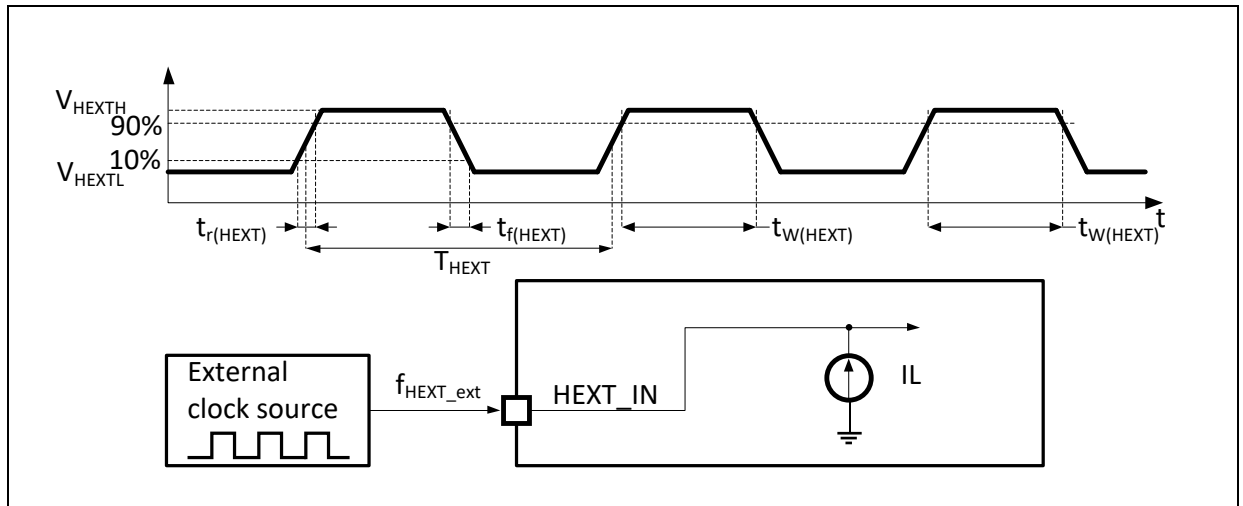 V_HEXTH
90%
10%
V_HEXTL
t
t_r(HEXT)
t_f(HEXT)
t_W(HEXT)
t_W(HEXT)
T_HEXT
External
clock source
f_HEXT_ext
HEXT_IN
IL